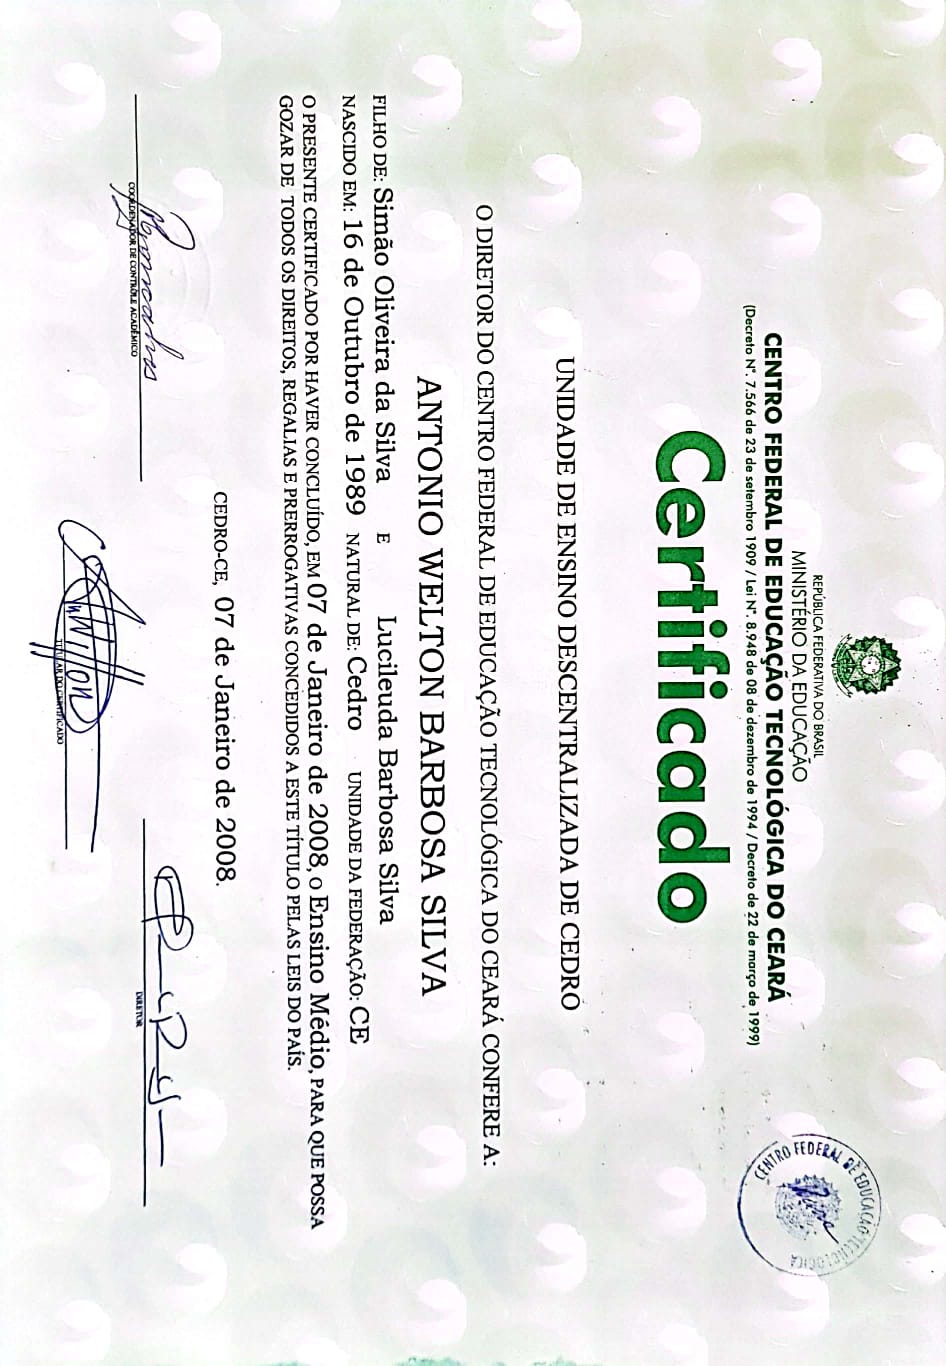 REPÚBLICA FEDERATIVA DO BRASIL
MINISTÉRIO DA EDUCAÇÃO
CENTRO FEDERAL DE EDUCAÇÃO TECNOLÓGICA DO CEARÁ
(Decreto Nº. 7.566 de 23 de setembro 1909 / Lei Nº. 8.948 de 08 de dezembro de 1994 / Decreto de 22 de março de 1999)
CENTRO FEDERAL DE EDUCAÇÃO TECNOLÓGICA
Certificado
UNIDADE DE ENSINO DESCENTRALIZADA DE CEDRO
O DIRETOR DO CENTRO FEDERAL DE EDUCAÇÃO TECNOLÓGICA DO CEARÁ CONFERE A:
ANTONIO WELTON BARBOSA SILVA
FILHO DE: Simão Oliveira da Silva E Lucileuda Barbosa Silva
NASCIDO EM: 16 de Outubro de 1989 NATURAL DE: Cedro UNIDADE DA FEDERAÇÃO: CE
O PRESENTE CERTIFICADO POR HAVER CONCLUÍDO, EM 07 de Janeiro de 2008, O Ensino Médio, PARA QUE POSSA
GOZAR DE TODOS OS DIREITOS, REGALIAS E PRERROGATIVAS CONCEDIDOS A ESTE TÍTULO PELAS LEIS DO PAÍS.
CEDRO-CE, 07 de Janeiro de 2008.
COORDENADOR DE CONTRÔLE ACADÊMICO
DIRETOR
TITULAR DO CERTIFICADO